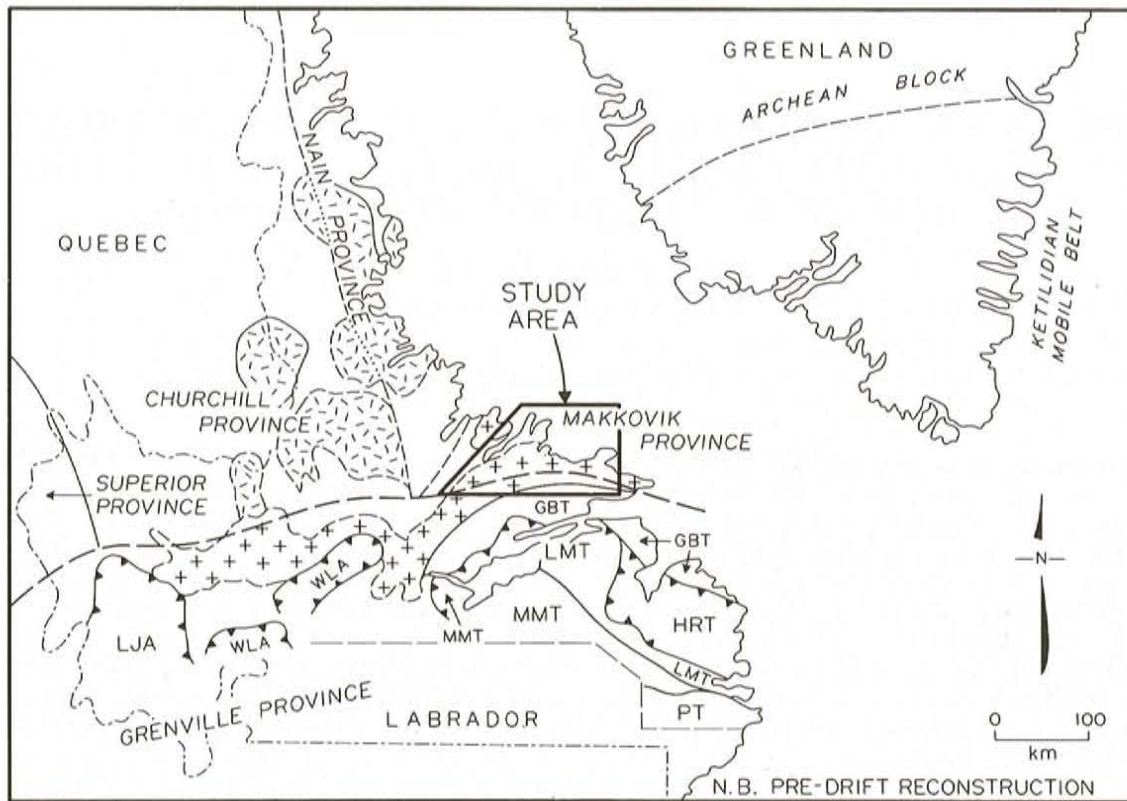 GREENLAND
ARCHEAN BLOCK
NAIN PROVINCE
QUEBEC
KETILIDIAN
MOBILE BELT
STUDY
AREA
CHURCHILL
PROVINCE
MAKKOVIK
PROVINCE
SUPERIOR
PROVINCE
GBT
GBT
LMT
WLA
N
MMT
HRT
LJA
WLA
MMT
LMT
GRENVILLE PROVINCE
LABRADOR
PT
0 100
km
N.B. PRE-DRIFT RECONSTRUCTION